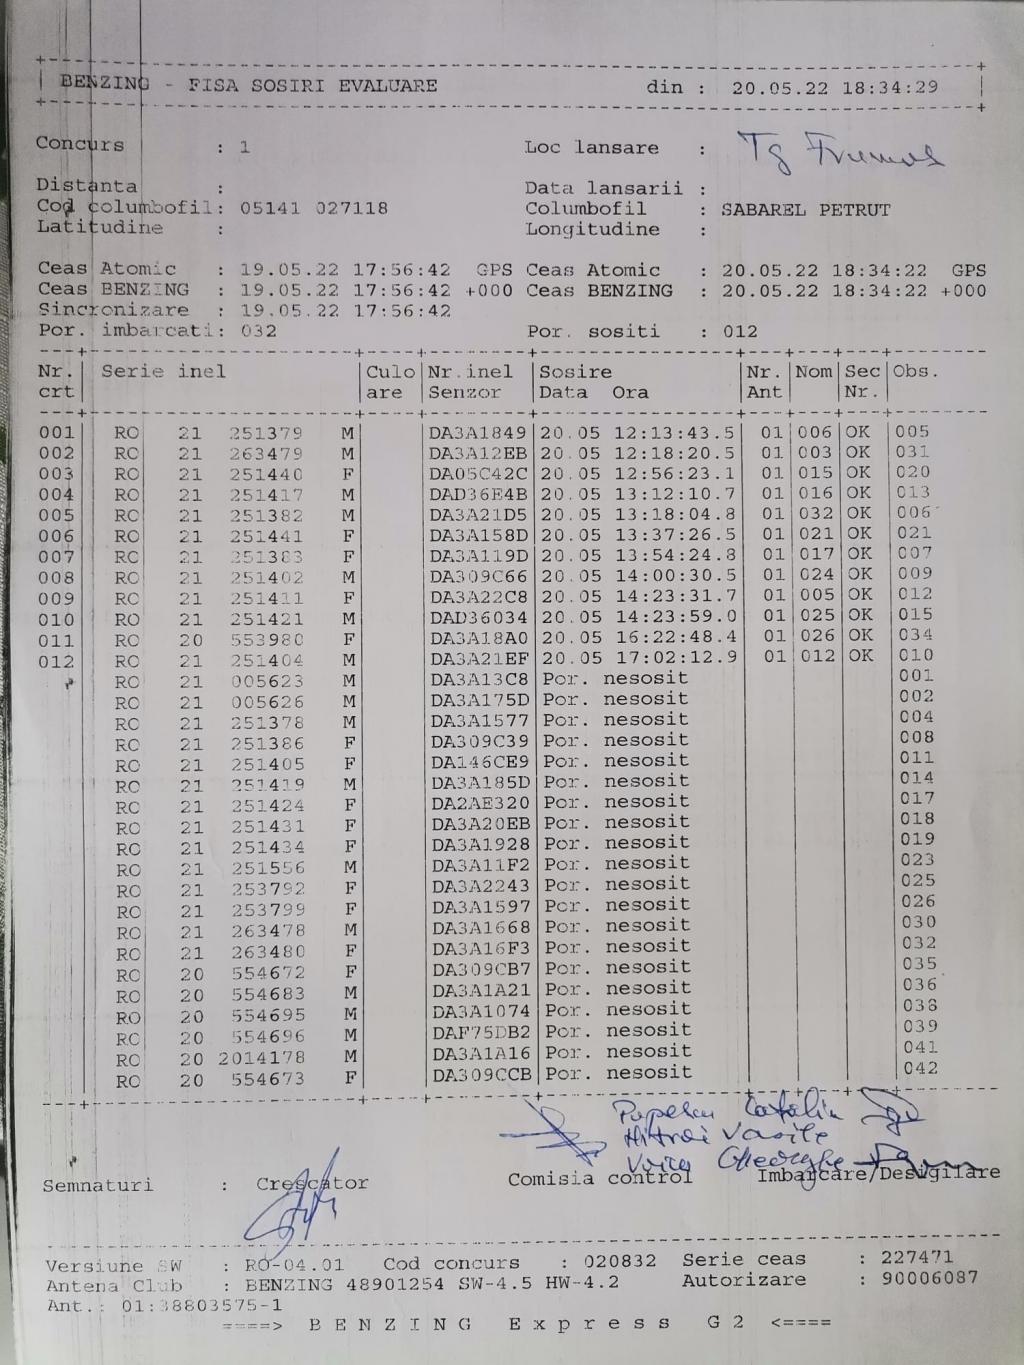 BENZING - FISA SOSIRI EVALUARE din : 20.05.22 18:34:29
Concurs : 1 Loc lansare : Tg Frumos
Distanta : Data lansarii :
Cod columbofil: 05141 027118 Columbofil : SABAREL PETRUT
Latitudine : Longitudine :
Ceas Atomic : 19.05.22 17:56:42 GPS Ceas Atomic : 20.05.22 18:34:22 GPS
Ceas BENZING : 19.05.22 17:56:42 +000 Ceas BENZING : 20.05.22 18:34:22 +000
Sincronizare : 19.05.22 17:56:42
Por. imbarcati: 032 Por. sositi : 012
Nr. Serie inel Culo Nr.inel Sosire Nr. Nom Sec Obs.
crt are Senzor Data Ora Ant Nr.
001 RO 21 251379 M DA3A1849 20.05 12:13:43.5 01 006 OK 005
002 RO 21 263479 M DA3A12EB 20.05 12:18:20.5 01 003 OK 031
003 RO 21 251440 F DA05C42C 20.05 12:56:23.1 01 015 OK 020
004 RO 21 251417 M DAD36E4B 20.05 13:12:10.7 01 016 OK 013
005 RO 21 251382 M DA3A21D5 20.05 13:18:04.8 01 032 OK 006
006 RO 21 251441 F DA3A158D 20.05 13:37:26.5 01 021 OK 021
007 RO 21 251383 F DA3A119D 20.05 13:54:24.8 01 017 OK 007
008 RO 21 251402 M DA309C66 20.05 14:00:30.5 01 024 OK 009
009 RO 21 251411 F DA3A22C8 20.05 14:23:31.7 01 005 OK 012
010 RO 21 251421 M DAD36034 20.05 14:23:59.0 01 025 OK 015
011 RO 20 553980 F DA3A18A0 20.05 16:22:48.4 01 026 OK 034
012 RO 21 251404 M DA3A21EF 20.05 17:02:12.9 01 012 OK 010
RO 21 005623 M DA3A13C8 Por. nesosit 001
RO 21 005626 M DA3A175D Por. nesosit 002
RO 21 251378 M DA3A1577 Por. nesosit 004
RO 21 251386 F DA309C39 Por. nesosit 008
RO 21 251405 F DA146CE9 Por. nesosit 011
RO 21 251419 M DA3A185D Por. nesosit 014
RO 21 251424 F DA2AE320 Por. nesosit 017
RO 21 251431 F DA3A20EB Por. nesosit 018
RO 21 251434 F DA3A1928 Por. nesosit 019
RO 21 251556 M DA3A11F2 Por. nesosit 023
RO 21 253792 F DA3A2243 Por. nesosit 025
RO 21 253799 F DA3A1597 Por. nesosit 026
RO 21 263478 M DA3A1668 Por. nesosit 030
RO 21 263480 F DA3A16F3 Por. nesosit 032
RO 20 554672 F DA309CB7 Por. nesosit 035
RO 20 554683 M DA3A1A21 Por. nesosit 036
RO 20 554695 M DA3A1074 Por. nesosit 038
RO 20 554696 M DAF75DB2 Por. nesosit 039
RO 20 2014178 M DA3A1A16 Por. nesosit 041
RO 20 554673 F DA309CCB Por. nesosit 042
Popescu Catalin
Mitroi Vasile
Voicu Gheorghe
Semnaturi : Crescator Comisia control Imbarcare/Desigilare
Versiune SW : RO-04.01 Cod concurs : 020832 Serie ceas : 227471
Antena Club : BENZING 48901254 SW-4.5 HW-4.2 Autorizare : 90006087
Ant.: 01:38803575-1
====> B E N Z I N G E x p r e s s G 2 <====